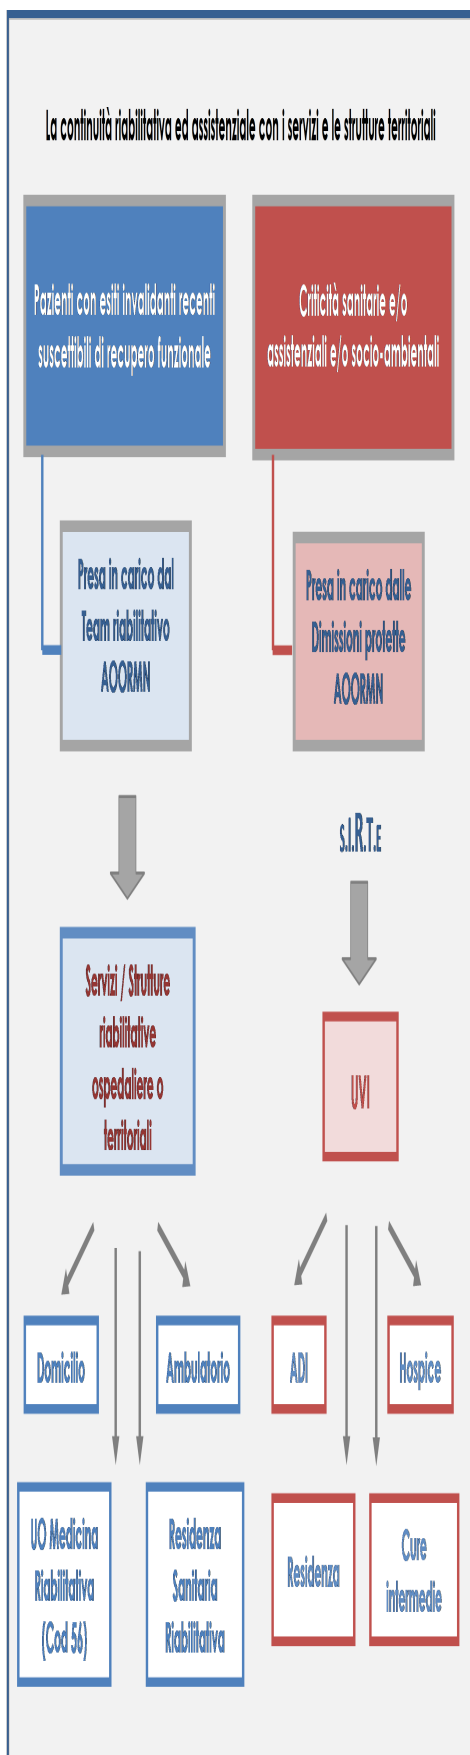 La continuità riabilitativa ed assistenziale con i servizi e le strutture territoriali
Pazienti con esiti invalidanti recenti
suscettibili di recupero funzionale
Criticità sanitarie e/o
assistenziali e/o socio-ambientali
Presa in carico dal
Team riabilitativo
AOORMN
Presa in carico dalle
Dimissioni protette
AOORMN
S.I.R.T.E
Servizi / Strutture
riabilitative
ospedaliere o
territoriali
UVI
Domicilio
Ambulatorio
ADI
Hospice
UO Medicina
Riabilitativa
(Cod 56)
Residenza
Sanitaria
Riabilitativa
Residenza
Cure
intermedie